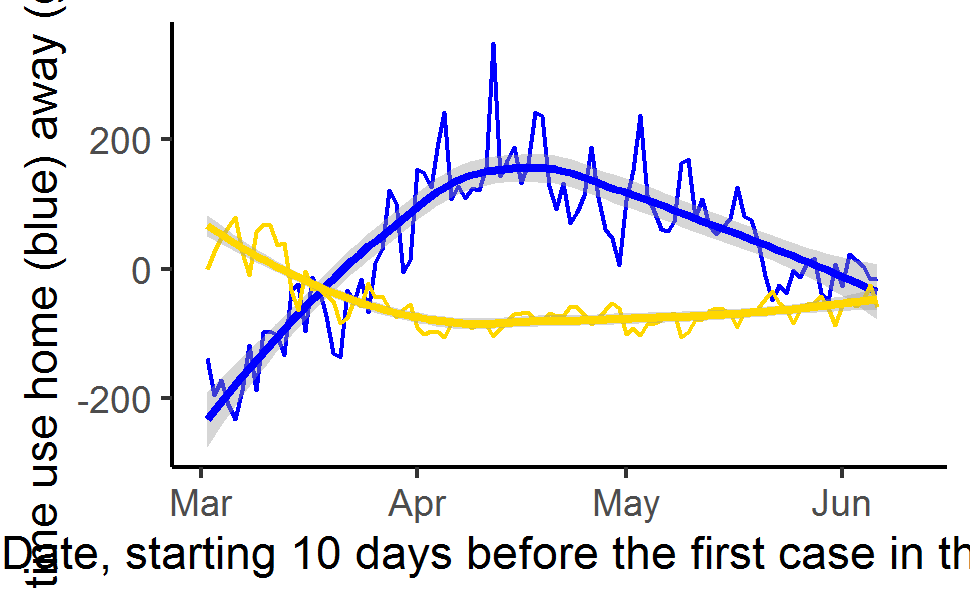 time use home (blue) away (
200
0
-200
Mar Apr May Jun
Date, starting 10 days before the first case in th